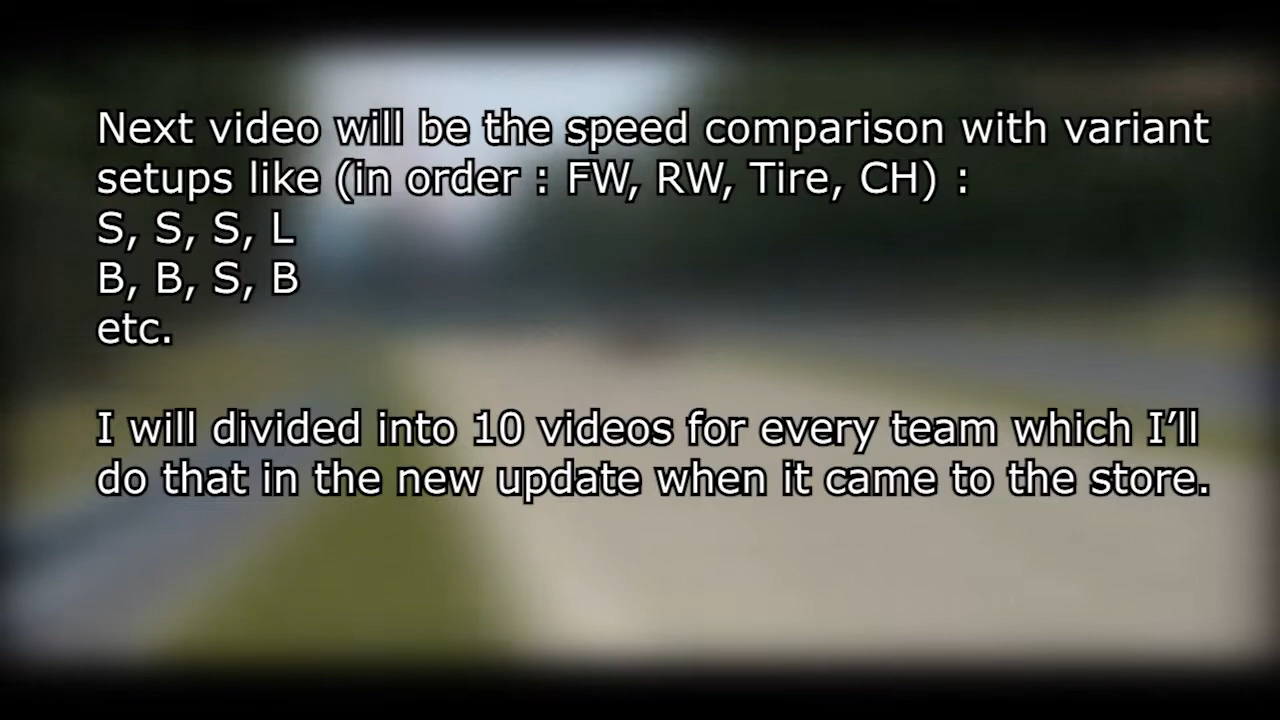 Next video will be the speed comparison with variant
setups like (in order : FW, RW, Tire, CH) :
S, S, S, L
B, B, S, B
etc.
I will divided into 10 videos for every team which I’ll
do that in the new update when it came to the store.